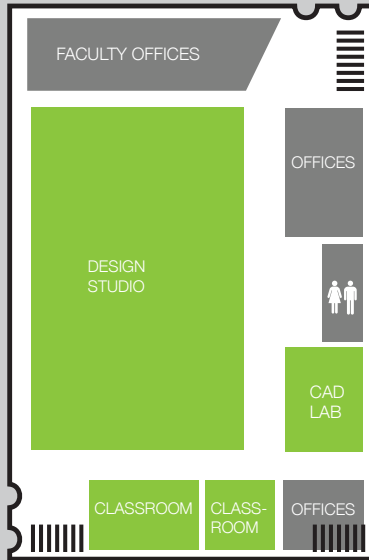 FACULTY OFFICES
OFFICES
DESIGN
STUDIO
CAD
LAB
CLASSROOM
CLASS-
ROOM
OFFICES